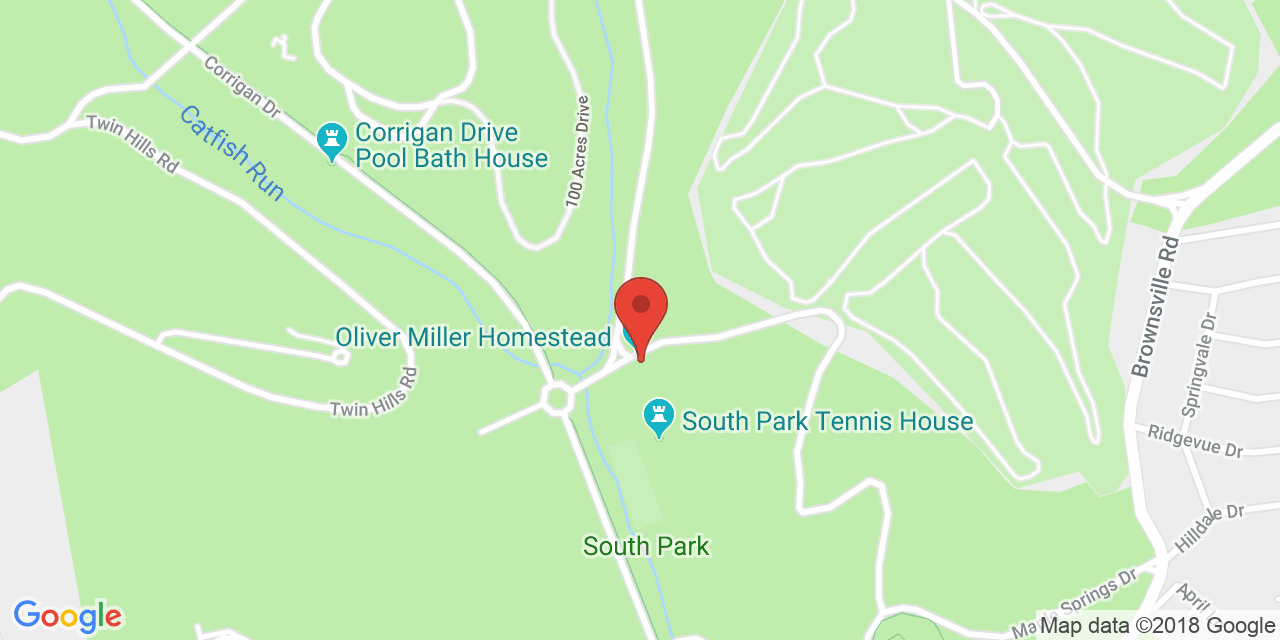 Corrigan Dr
Catfish Run
Twin Hills Rd
Corrigan Drive
Pool Bath House
100 Acres Drive
Brownsville Rd
Springvale Dr
Oliver Miller Homestead
Twin Hills Rd
South Park Tennis House
Ridgevue Dr
Hilldale Dr
South Park
Springs Dr
April
Google
Map data ©2018 Google